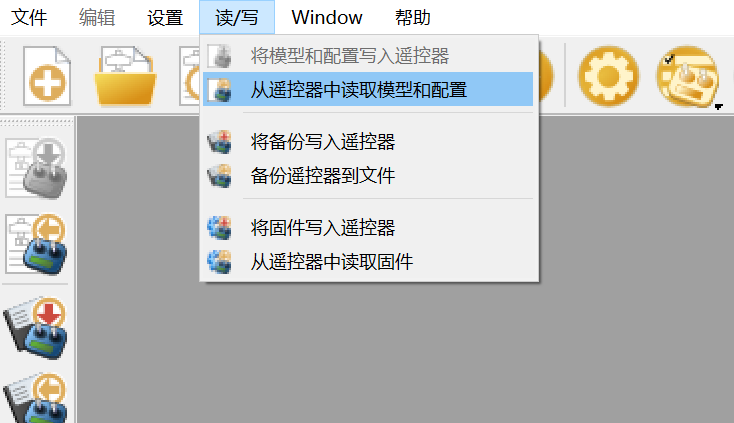 文件 编辑 设置 读/写 Window 帮助
将模型和配置写入遥控器
从遥控器中读取模型和配置
将备份写入遥控器
备份遥控器到文件
将固件写入遥控器
从遥控器中读取固件